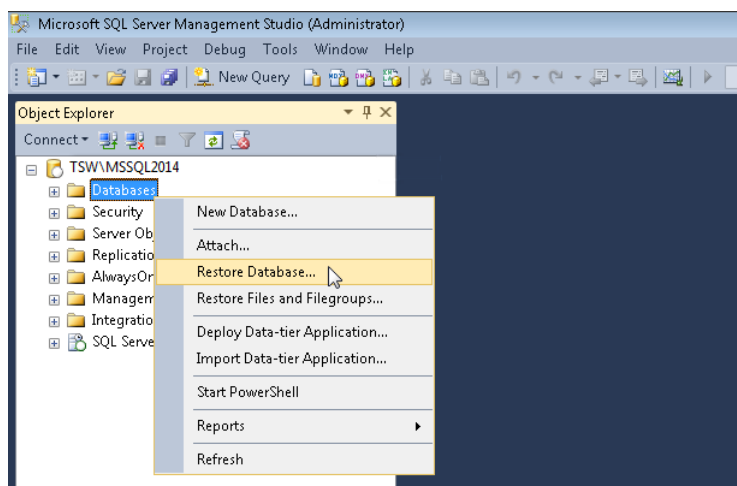 Microsoft SQL Server Management Studio (Administrator)
File Edit View Project Debug Tools Window Help
New Query
Object Explorer
Connect
TSW\MSSQL2014
Databases
Security
Server Ob
Replicatio
AlwaysOr
Managem
Integratio
SQL Serve
New Database...
Attach...
Restore Database...
Restore Files and Filegroups...
Deploy Data-tier Application...
Import Data-tier Application...
Start PowerShell
Reports
Refresh